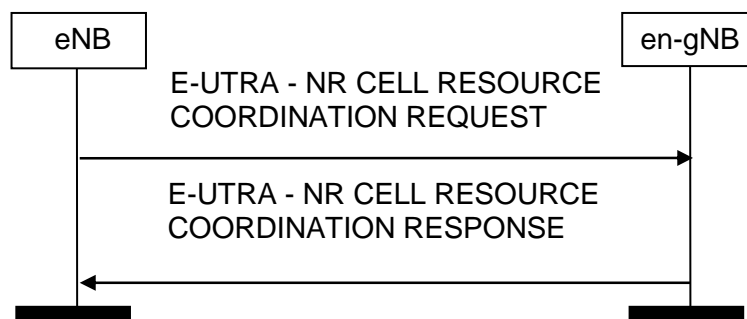 eNB
en-gNB
E-UTRA - NR CELL RESOURCE
COORDINATION REQUEST
E-UTRA - NR CELL RESOURCE
COORDINATION RESPONSE